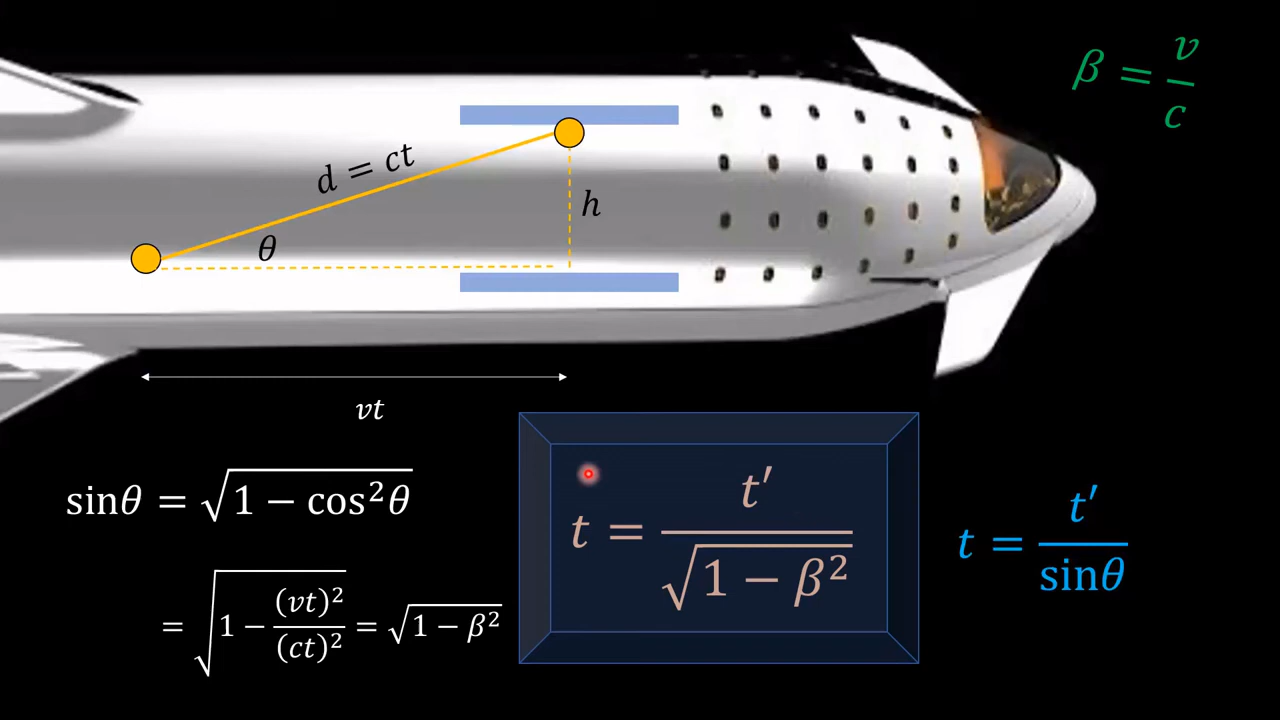 β = v/c
d = ct
h
θ
vt
sinθ = √(1 − cos²θ)
= √(1 − (vt)²/(ct)²) = √(1 − β²)
t = t′/√(1 − β²)
t = t′/sinθ